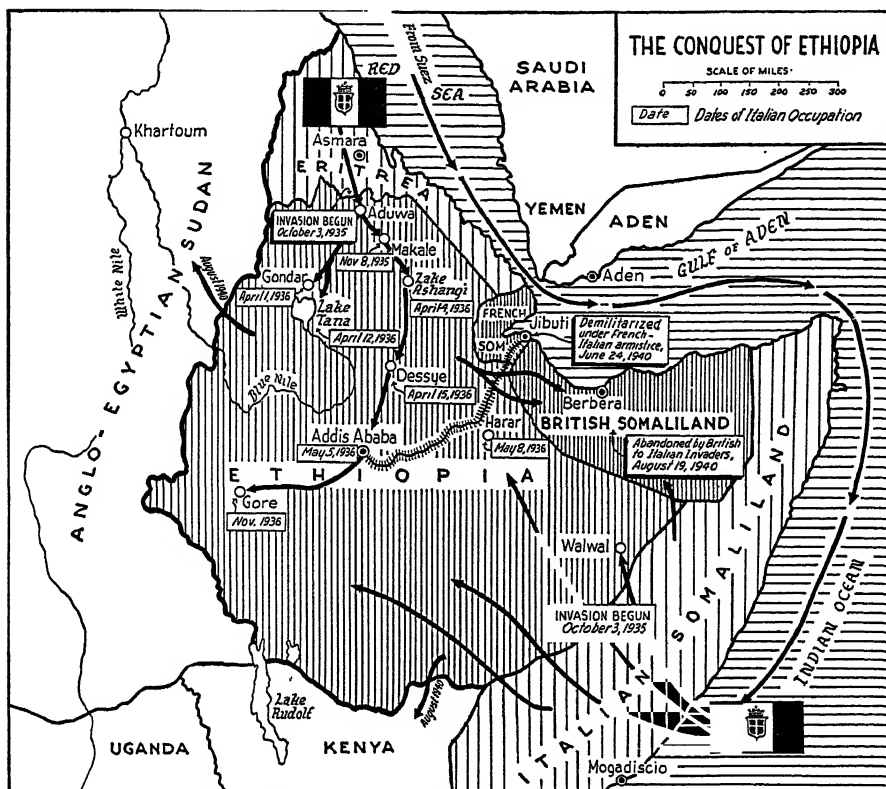 THE CONQUEST OF ETHIOPIA
SCALE OF MILES
0 50 100 150 200 300
Date Dates of Italian Occupation
From Suez
RED
SEA
SAUDI
ARABIA
Khartoum
Asmara
ERITREA
YEMEN
ADEN
Aden
GULF OF ADEN
ANGLO-EGYPTIAN SUDAN
White Nile
August 1940
INVASION BEGUN
October 3, 1935
Aduwa
Makale
Nov 8, 1935
Gondar
April 1, 1936
Lake
Tana
Lake
Ashangi
April 4, 1936
April 12, 1936
FRENCH
SOM.
Jibuti
Demilitarized
under French-
Italian armistice,
June 24, 1940
Blue Nile
Dessye
April 15, 1936
Berbera
BRITISH SOMALILAND
Abandoned by British
to Italian Invaders,
August 19, 1940
Addis Ababa
May 5, 1936
Harar
May 8, 1936
ETHIOPIA
Gore
Nov. 1936
Walwal
INVASION BEGUN
October 3, 1935
ITALIAN SOMALILAND
INDIAN OCEAN
Lake
Rudolf
August 1940
UGANDA
KENYA
Mogadiscio